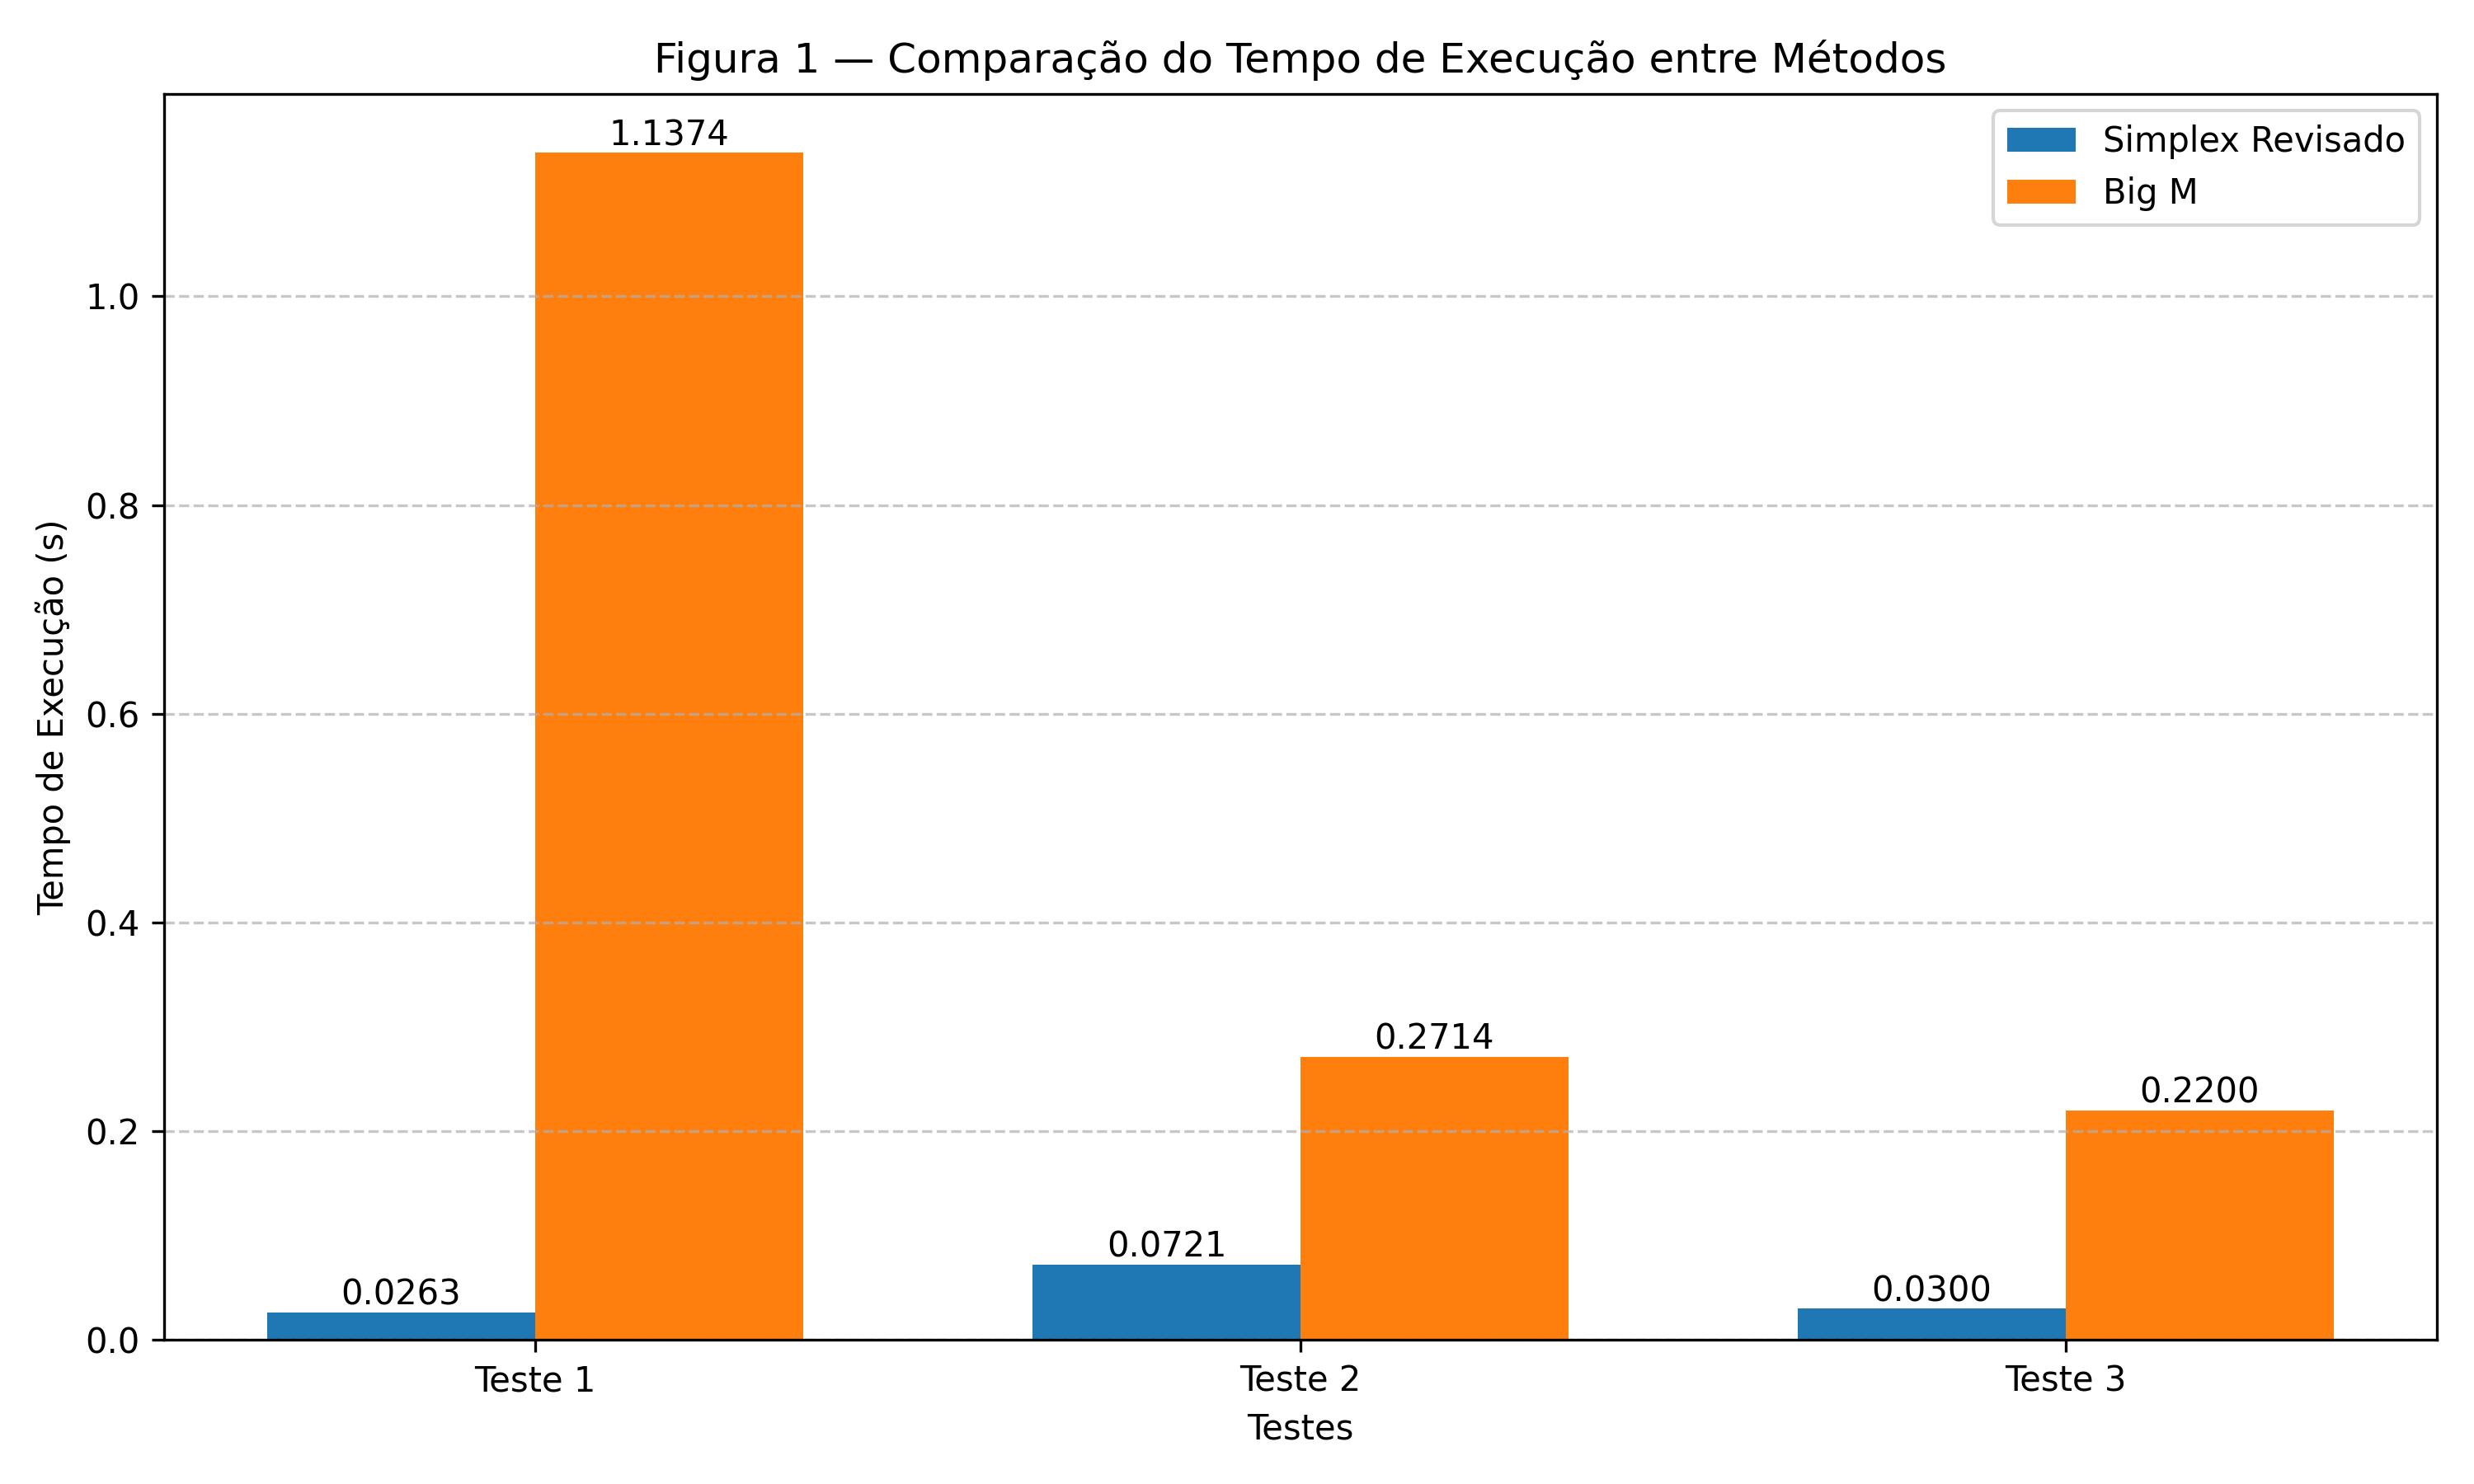 Figura 1 — Comparação do Tempo de Execução entre Métodos
Simplex Revisado
Big M
Tempo de Execução (s)
1.0
0.8
0.6
0.4
0.2
0.0
1.1374
0.0263
0.2714
0.0721
0.2200
0.0300
Teste 1
Teste 2
Teste 3
Testes